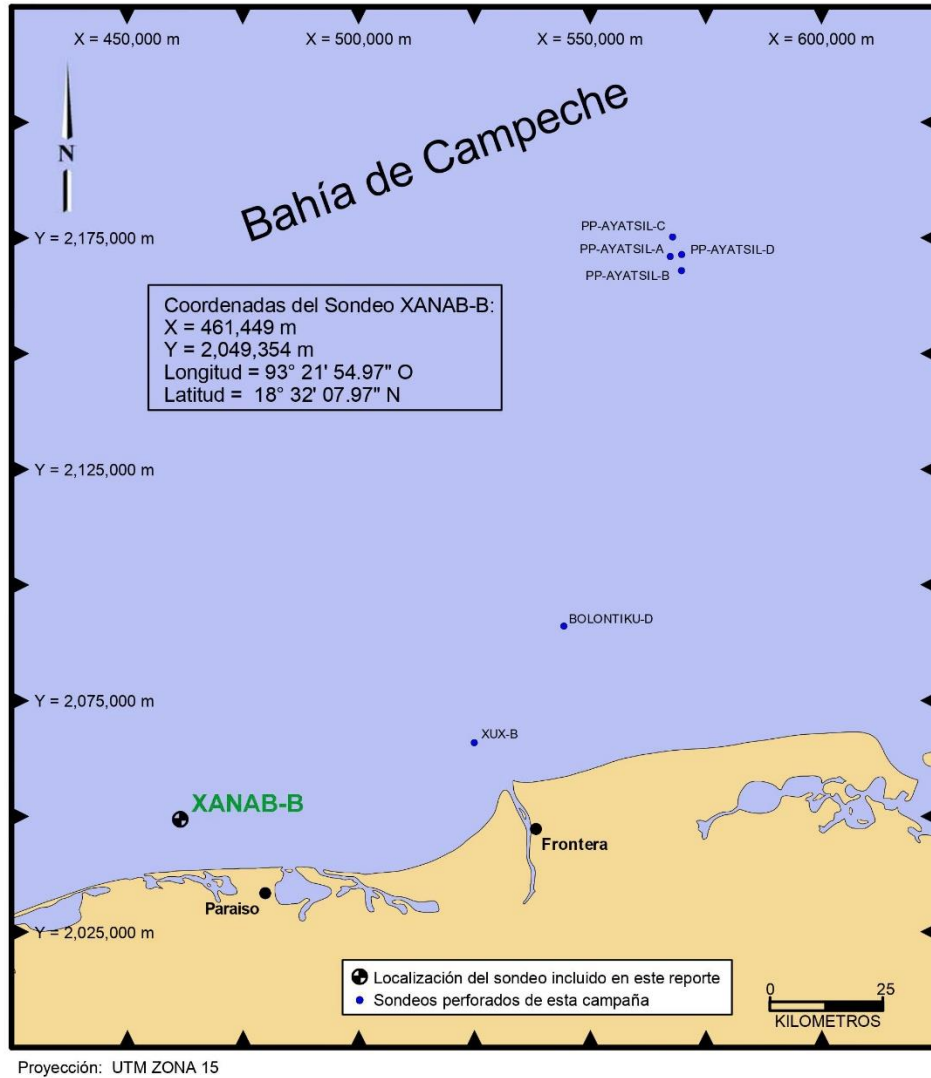 X = 450,000 m
X = 500,000 m
X = 550,000 m
X = 600,000 m
N
Bahía de Campeche
Y = 2,175,000 m
PP-AYATSIL-C
PP-AYATSIL-A
PP-AYATSIL-D
PP-AYATSIL-B
Coordenadas del Sondeo XANAB-B:
X = 461,449 m
Y = 2,049,354 m
Longitud = 93° 21' 54.97" O
Latitud = 18° 32' 07.97" N
Y = 2,125,000 m
BOLONTIKU-D
Y = 2,075,000 m
XUX-B
XANAB-B
Frontera
Paraiso
Y = 2,025,000 m
Localización del sondeo incluido en este reporte
Sondeos perforados de esta campaña
0 25
KILOMETROS
Proyección: UTM ZONA 15